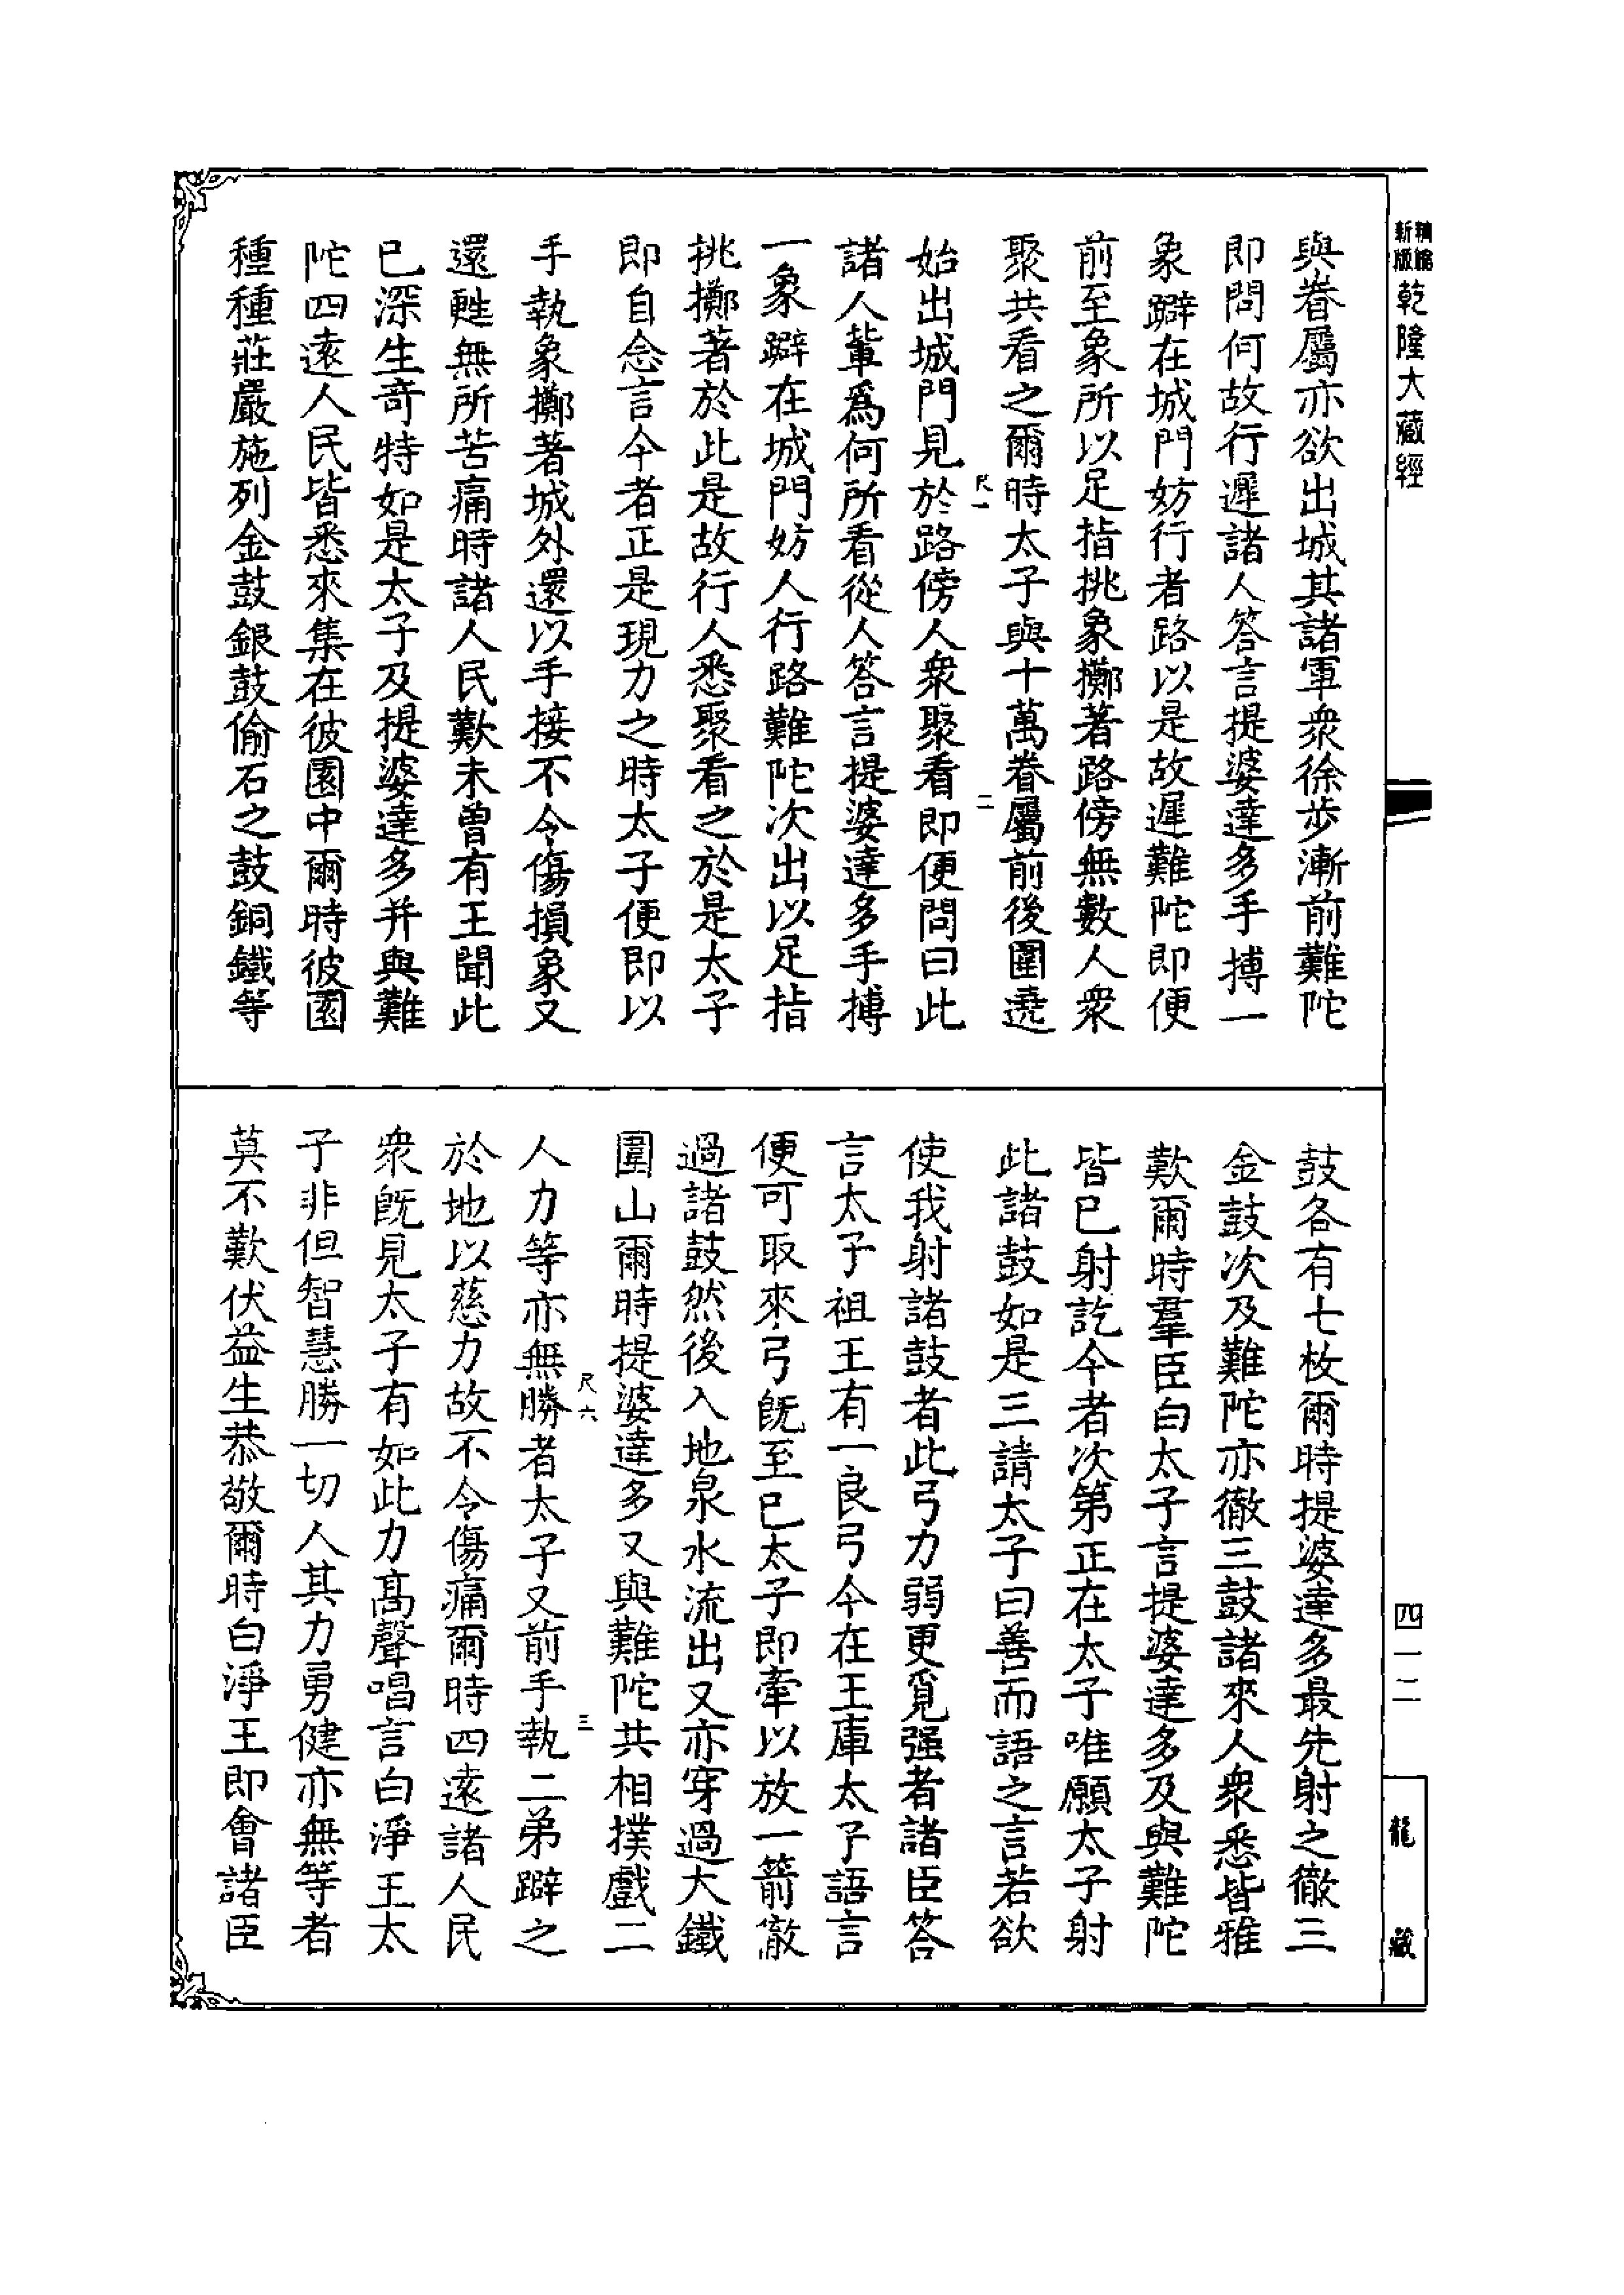 新版
精縮
乾隆大藏經
與眷屬亦欲出城其諸軍衆徐步漸前難陀
即問何故行遲諸人答言提婆達多手搏一
象躃在城門妨行者路以是故遲難陀即便
前至象所以足指挑象擲著路傍無數人衆
聚共看之爾時太子與十萬眷屬前後圍遶
尺一
二
始出城門見於路傍人衆聚看即便問曰此
諸人輩爲何所看從人答言提婆達多手搏
一象躃在城門妨人行路難陀次出以足指
挑擲著於此是故行人悉聚看之於是太子
即自念言今者正是現力之時太子便即以
手執象擲著城外還以手接不令傷損象又
還甦無所苦痛時諸人民歎未曾有王聞此
已深生奇特如是太子及提婆達多并與難
陀四遠人民皆悉來集在彼園中爾時彼園
種種莊嚴施列金鼓銀鼓偷石之鼓銅鐵等
鼓各有七枚爾時提婆達多最先射之徹三
金鼓次及難陀亦徹三鼓諸來人衆悉皆雅
歎爾時羣臣白太子言提婆達多及與難陀
皆已射訖今者次第正在太子唯願太子射
此諸鼓如是三請太子曰善而語之言若欲
使我射諸鼓者此弓力弱更覓强者諸臣答
言太子祖王有一良弓今在王庫太子語言
便可取來弓旣至已太子即牽以放一箭徹
過諸鼓然後入地泉水流出又亦穿過大鐵
圍山爾時提婆達多又與難陀共相撲戲二
尺六
三
人力等亦無勝者太子又前手執二弟躃之
於地以慈力故不令傷痛爾時四遠諸人民
衆旣見太子有如此力高聲唱言白淨王太
子非但智慧勝一切人其力勇健亦無等者
莫不歎伏益生恭敬爾時白淨王即會諸臣
四一二
龍藏